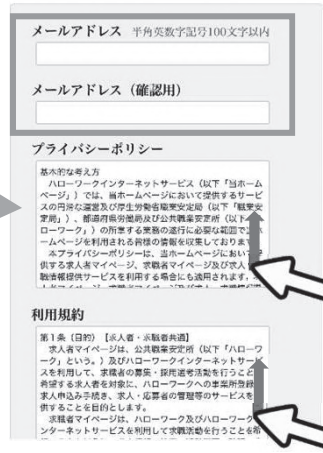 メールアドレス 半角英数字記号100文字以内
メールアドレス(確認用)
プライバシーポリシー
基本的な考え方
ハローワークインターネットサービス(以下「当ホーム
ページ」)では、当ホームページにおいて提供するサービ
スの円滑な運営及び厚生労働省職業安定局(以下「職業安
定局」)、都道府県労働局及び公共職業安定所(以下
ローワーク」)の所掌する業務の遂行に必要な範囲で
ームページを利用される皆様の情報を収集しております
本プライバシーポリシーは、当ホームページにおいて
供する求人者マイページ、求職者マイページ及び求人
職情報提供サービスを利用する場合にも適用されます。
利用規約
第1条(目的)【求人者・求職者共通】
求人者マイページは、公共職業安定所(以下「ハローワ
ーク」という。)及びハローワークインターネットサービ
スを利用して、求職者の募集・採用選考活動を行うこと
希望する求人者を対象に、ハローワークへの事業所登録
求人申込み手続き、求人・応募者の管理等のサービスを
供することを目的とします。
求職者マイページは、ハローワーク及びハローワーク
ンターネットサービスを利用して求職活動を行うことを希